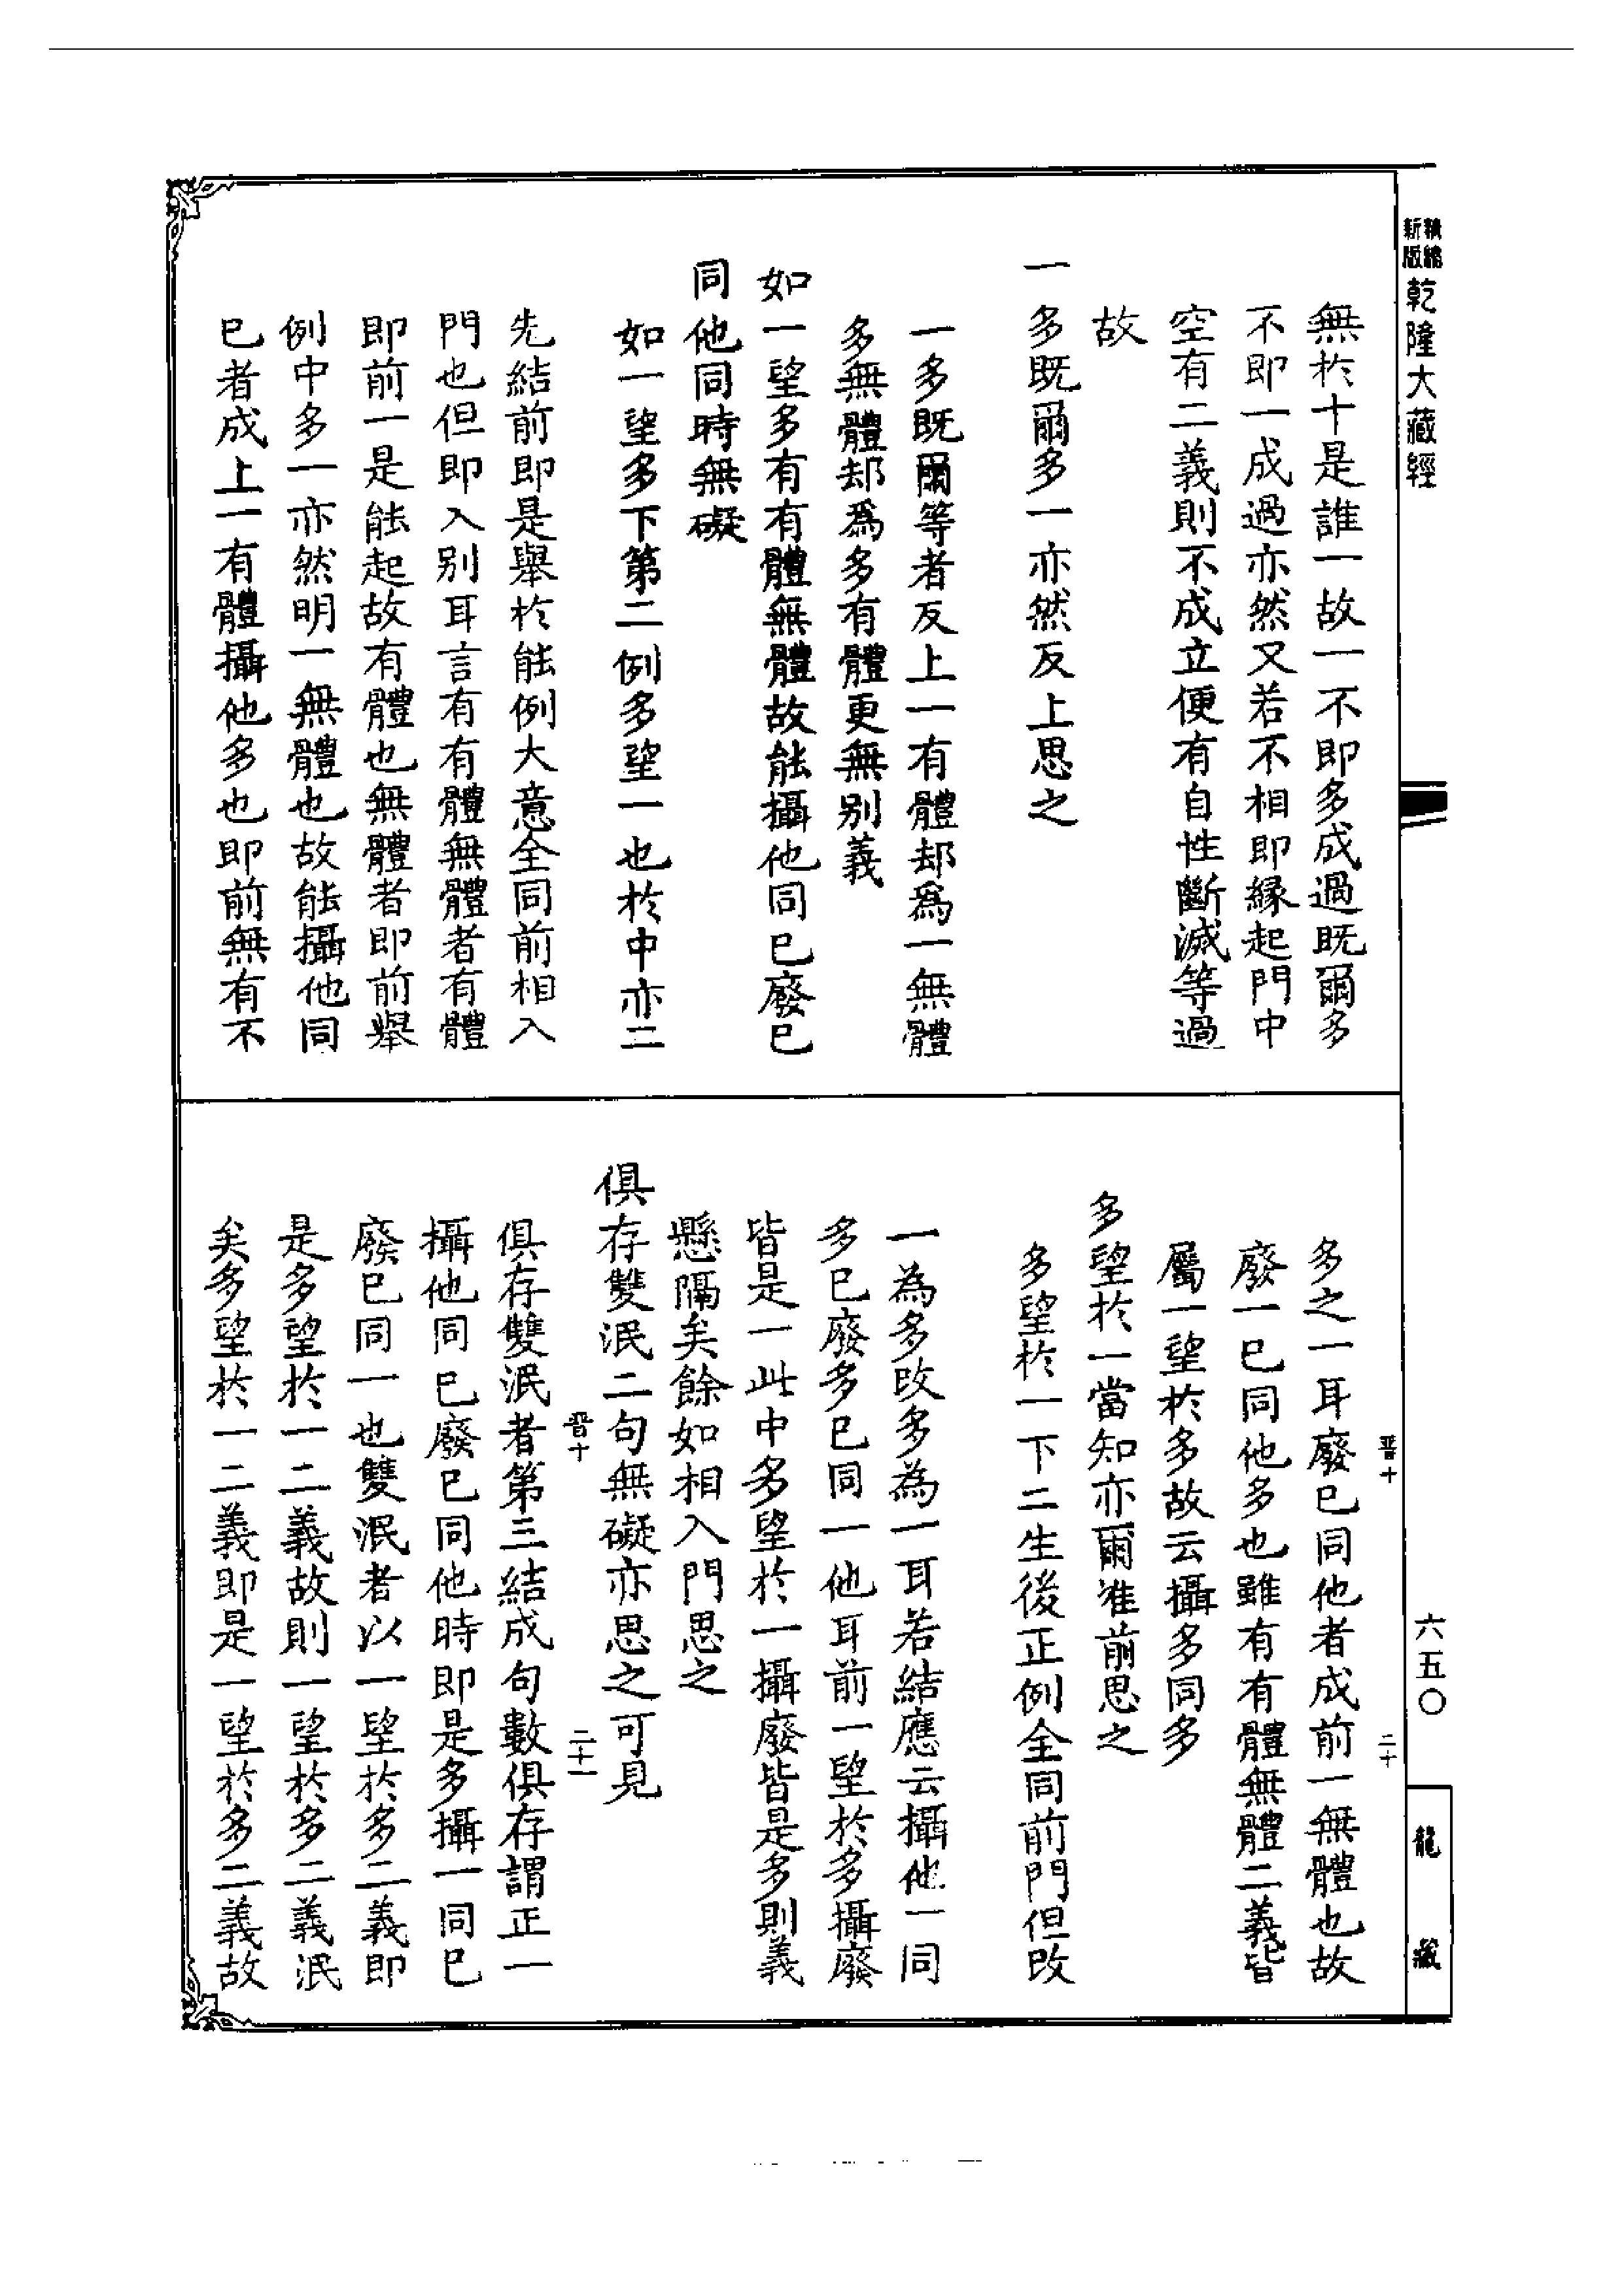 新版
精縮
乾隆大藏經
無於十是誰一故一不即多成過既爾多
不即一成過亦然又若不相即緣起門中
空有二義則不成立便有自性斷滅等過
故
一多既爾多一亦然反上思之
一多既爾等者反上一有體却爲一無體
多無體却爲多有體更無别義
如一望多有有體無體故能攝他同已廢已
同他同時無礙
如一望多下第二例多望一也於中亦二
先結前即是舉於能例大意全同前相入
門也但即入别耳言有有體無體者有體
即前一是能起故有體也無體者即前舉
例中多一亦然明一無體也故能攝他同
已者成上一有體攝他多也即前無有不
多之一耳廢已同他者成前一無體也故
廢一已同他多也雖有有體無體二義皆
屬一望於多故云攝多同多
多望於一當知亦爾准前思之
多望於一下二生後正例全同前門但改
一為多改多為一耳若結應云攝他一同
多已廢多已同一他耳前一望於多攝廢
皆是一此中多望於一攝廢皆是多則義
懸隔矣餘如相入門思之
俱存雙泯二句無礙亦思之可見
俱存雙泯者第三結成句數俱存謂正一
攝他同已廢已同他時即是多攝一同已
廢已同一也雙泯者以一望於多二義即
是多望於一二義故則一望於多二義泯
矣多望於一二義即是一望於多二義故
晉十
二十
晉十
二十一
六五〇
龍藏